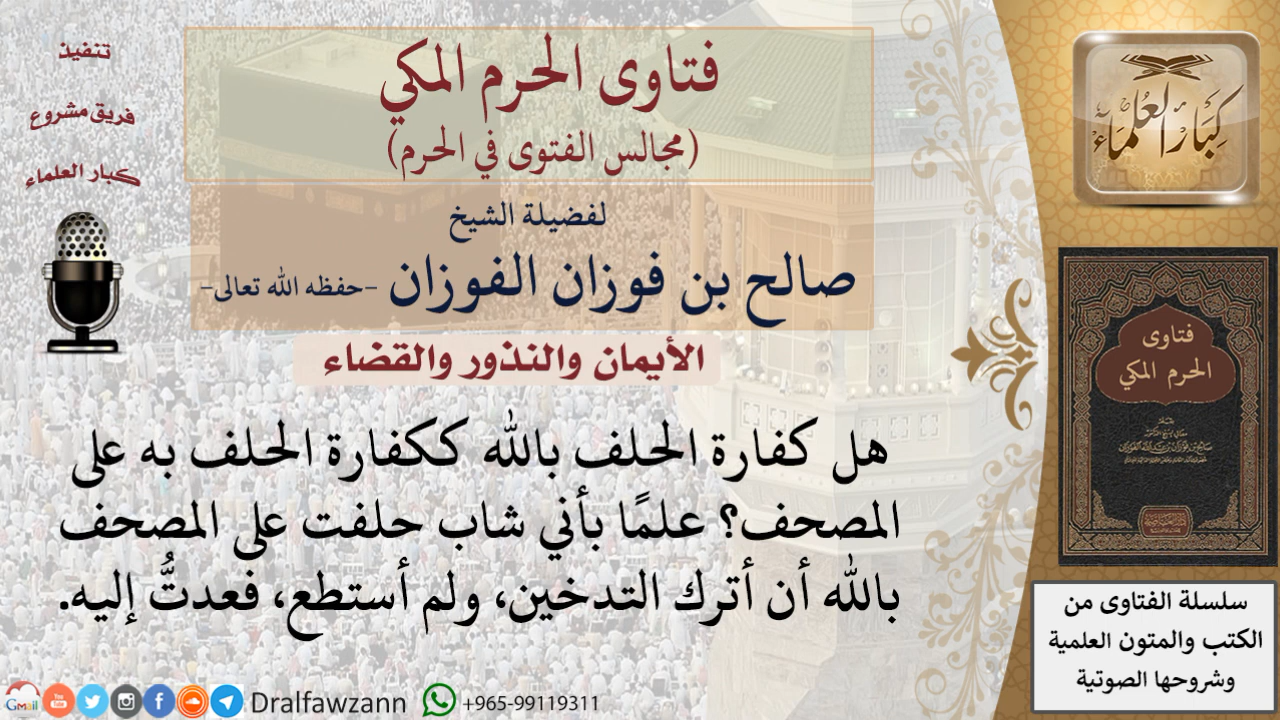 فتاوى الحرم المكي
(مجالس الفتوى في الحرم)
لفضيلة الشيخ
صالح بن فوزان الفوزان -حفظه الله تعالى-
الأيمان والنذور والقضاء
هل كفارة الحلف بالله ككفارة الحلف به على
المصحف؟ علمًا بأني شاب حلفت على المصحف
بالله أن أترك التدخين، ولم أستطع، فعدتُّ إليه.
كبار العلماء
فتاوى
الحرم المكي
سلسلة الفتاوى من
الكتب والمتون العلمية
وشروحها الصوتية
تنفيذ
فريق مشروع
كبار العلماء
Gmail
You
Tube
Dralfawzann
+965-99119311